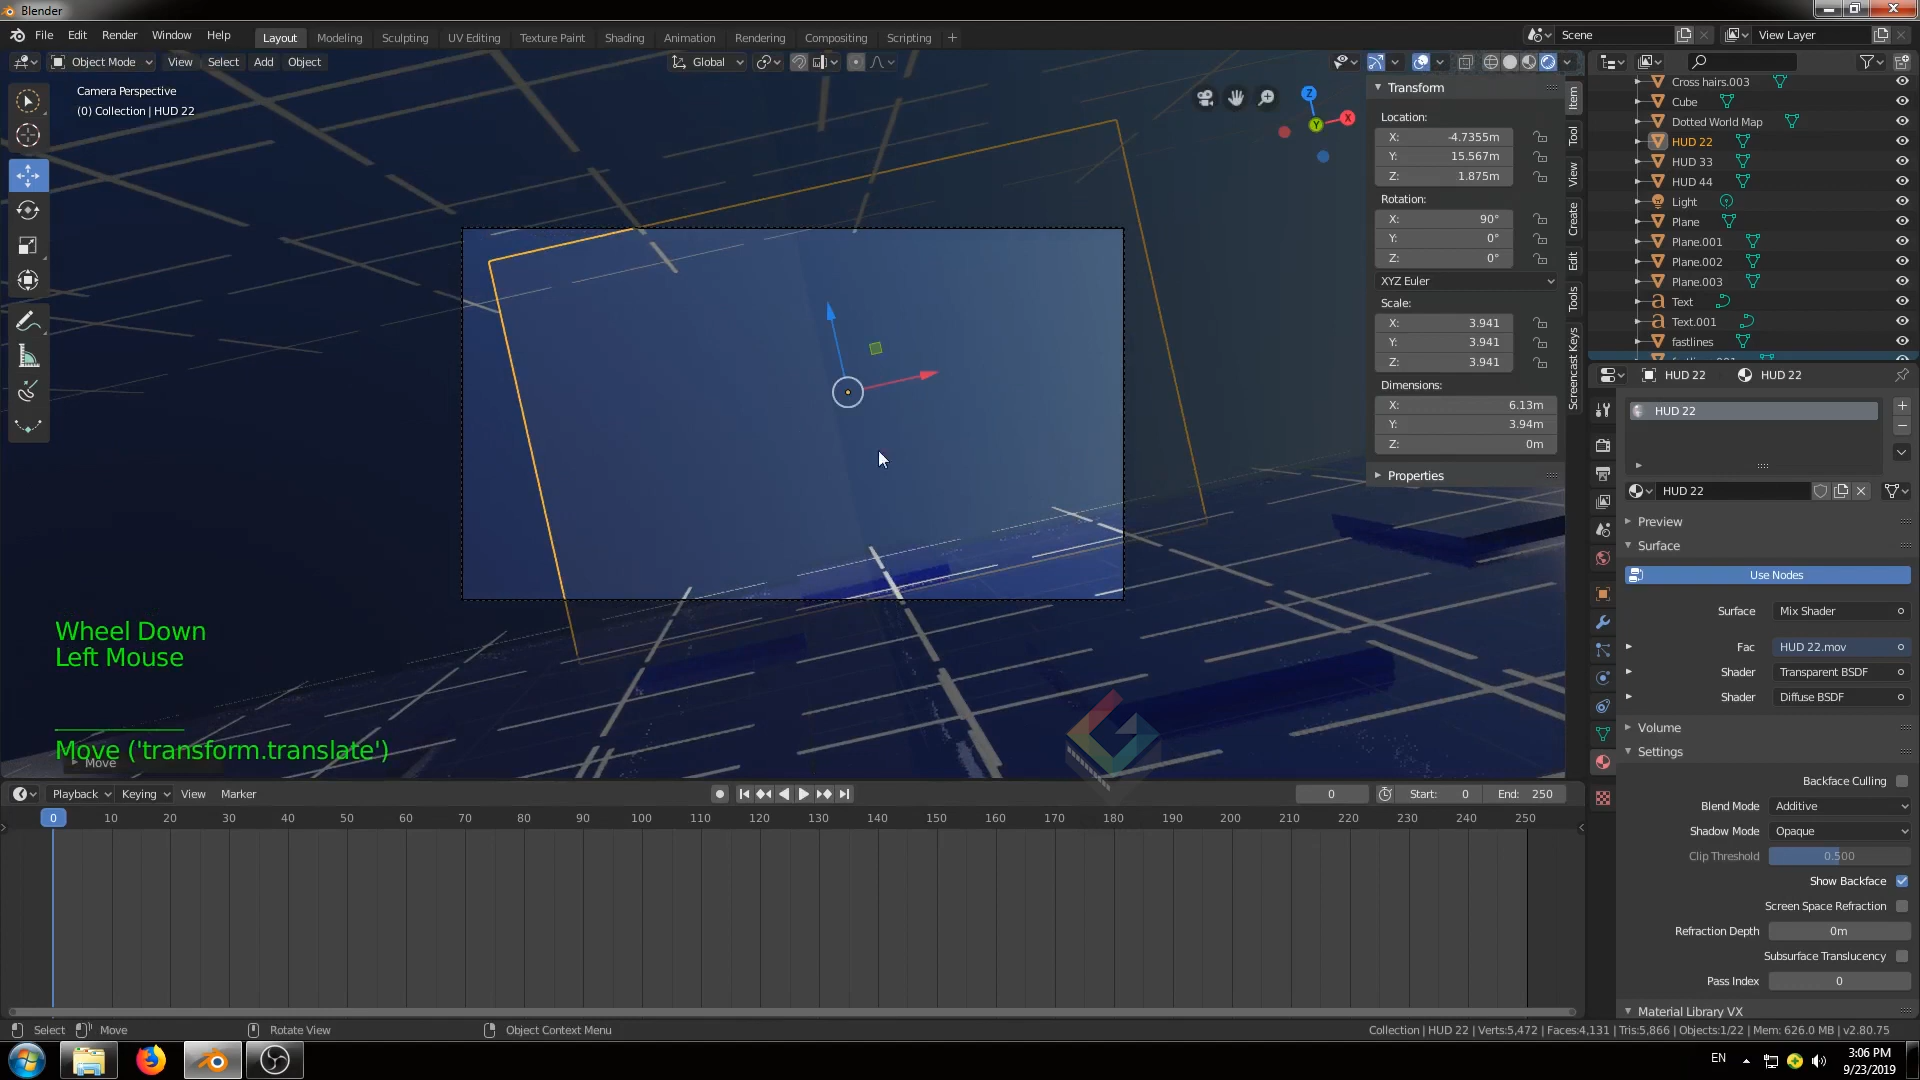 Blender
File Edit Render Window Help
Layout Modeling Sculpting UV Editing Texture Paint Shading Animation Rendering Compositing Scripting +
Scene
View Layer
Object Mode View Select Add Object
Global
Camera Perspective
(0) Collection | HUD 22
Z
X
Y
Transform
Location:
X: -4.7355m
Y: 15.567m
Z: 1.875m
Rotation:
X: 90°
Y: 0°
Z: 0°
XYZ Euler
Scale:
X: 3.941
Y: 3.941
Z: 3.941
Dimensions:
X: 6.13m
Y: 3.94m
Z: 0m
Properties
Item
Tool
View
Create
Edit
Tools
Screencast Keys
Cross hairs.003
Cube
Dotted World Map
HUD 22
HUD 33
HUD 44
Light
Plane
Plane.001
Plane.002
Plane.003
Text
Text.001
fastlines
HUD 22 HUD 22
HUD 22
HUD 22
Preview
Surface
Use Nodes
Surface Mix Shader
Fac HUD 22.mov
Shader Transparent BSDF
Shader Diffuse BSDF
Volume
Settings
Backface Culling
Blend Mode Additive
Shadow Mode Opaque
Clip Threshold 0.500
Show Backface
Screen Space Refraction
Refraction Depth 0m
Subsurface Translucency
Pass Index 0
Material Library VX
Wheel Down
Left Mouse
Move ('transform.translate')
Move
Playback Keying View Marker
0 Start: 0 End: 250
0 10 20 30 40 50 60 70 80 90 100 110 120 130 140 150 160 170 180 190 200 210 220 230 240 250
Select Move Rotate View Object Context Menu
Collection | HUD 22 | Verts:5,472 | Faces:4,131 | Tris:5,866 | Objects:1/22 | Mem: 626.0 MB | v2.80.75
EN
3:06 PM
9/23/2019